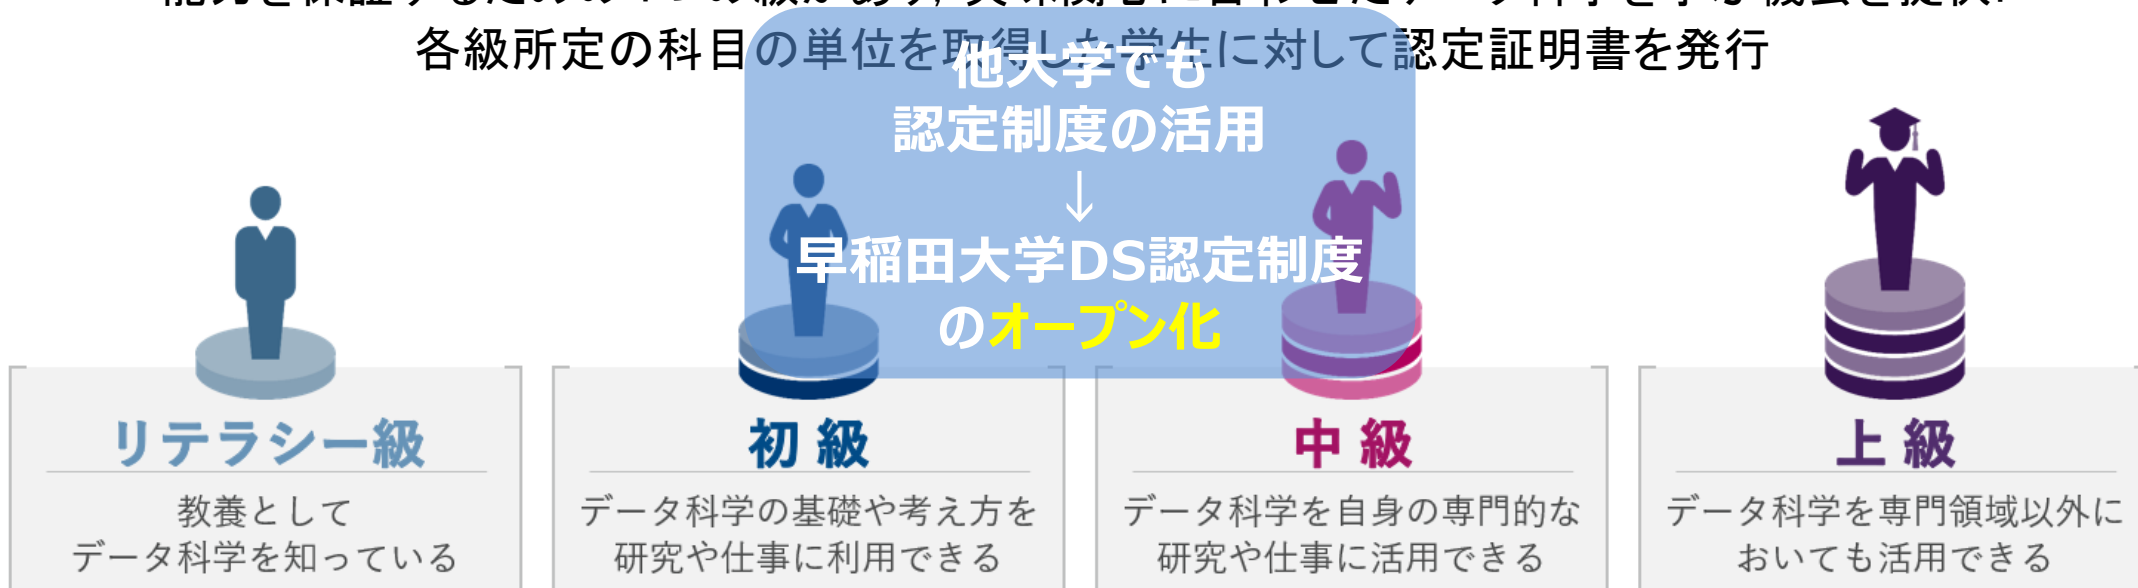 各級所定の科目の単位を取得した学生に対して認定証明書を発行
他大学でも
認定制度の活用
↓
早稲田大学DS認定制度
のオープン化
リテラシー級
教養として
データ科学を知っている
初級
データ科学の基礎や考え方を
研究や仕事に利用できる
中級
データ科学を自身の専門的な
研究や仕事に活用できる
上級
データ科学を専門領域以外に
おいても活用できる